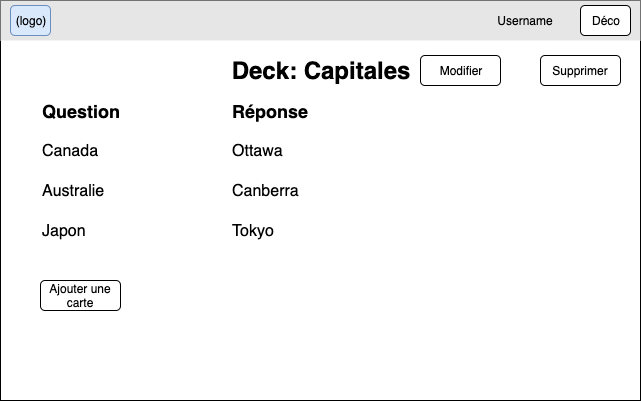 (logo) Username Déco
Deck: Capitales Modifier Supprimer
Question Réponse
Canada Ottawa
Australie Canberra
Japon Tokyo
Ajouter une
carte